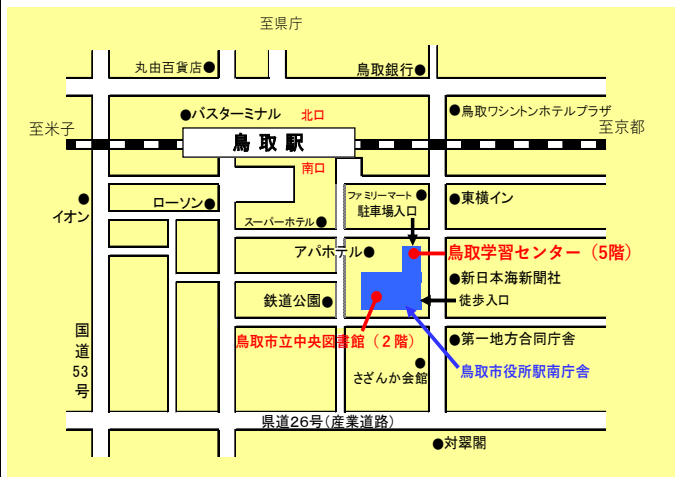 至県庁
丸由百貨店
鳥取銀行
バスターミナル
北口
鳥取ワシントンホテルプラザ
至米子
鳥取駅
至京都
南口
ファミリーマート
駐車場入口
東横イン
イオン
ローソン
スーパーホテル
アパホテル
鳥取学習センター（5階）
新日本海新聞社
鉄道公園
徒歩入口
国道53号
鳥取市立中央図書館（２階）
第一地方合同庁舎
さざんか会館
鳥取市役所駅南庁舎
県道26号(産業道路)
対翠閣